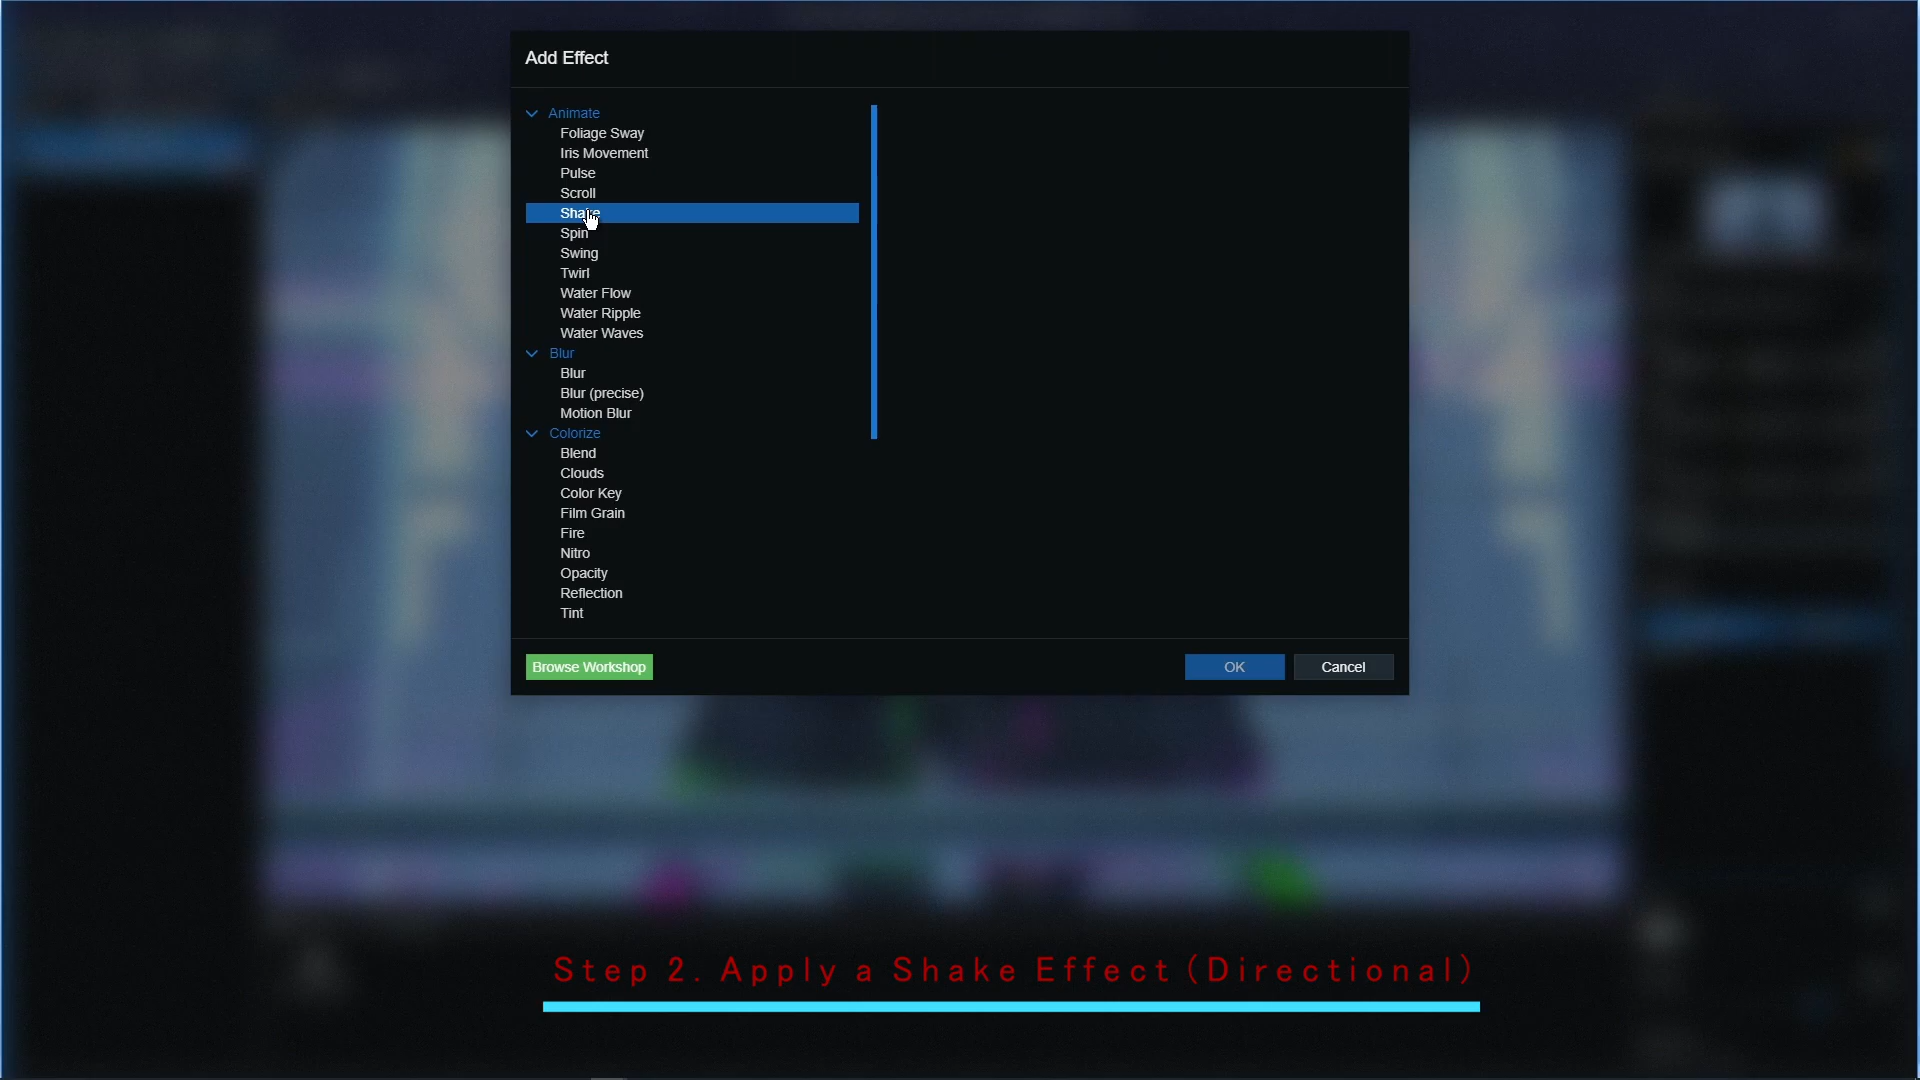 Add Effect
Animate
Foliage Sway
Iris Movement
Pulse
Scroll
Shake
Spin
Swing
Twirl
Water Flow
Water Ripple
Water Waves
Blur
Blur
Blur (precise)
Motion Blur
Colorize
Blend
Clouds
Color Key
Film Grain
Fire
Nitro
Opacity
Reflection
Tint
Browse Workshop
OK
Cancel
Step 2. Apply a Shake Effect (Directional)